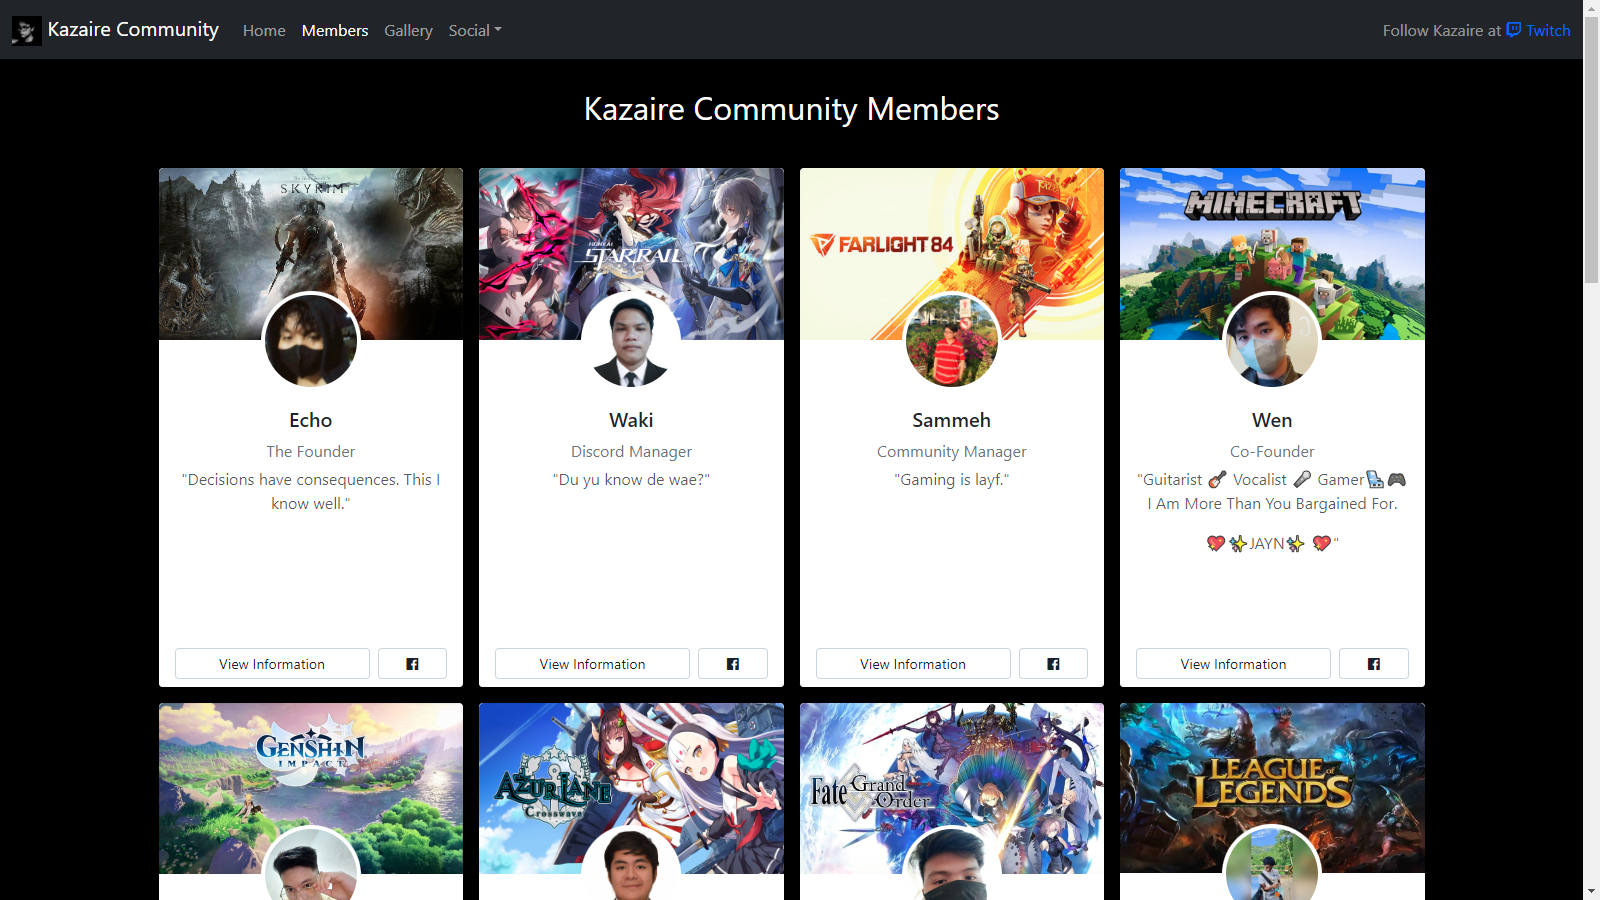 Kazaire Community Home Members Gallery Social Follow Kazaire at Twitch
Kazaire Community Members
SKYRIM
HONKAI
STAR RAIL
FARLIGHT 84
MINECRAFT
Echo
The Founder
"Decisions have consequences. This I
know well."
View Information
Waki
Discord Manager
"Du yu know de wae?"
View Information
Sammeh
Community Manager
"Gaming is layf."
View Information
Wen
Co-Founder
"Guitarist 🎸 Vocalist 🎤 Gamer🎮
I Am More Than You Bargained For.
💖✨JAYN✨ 💖"
View Information
GENSHIN
IMPACT
AZUR LANE
Crosswave
Fate Grand
Order
LEAGUE of
LEGENDS